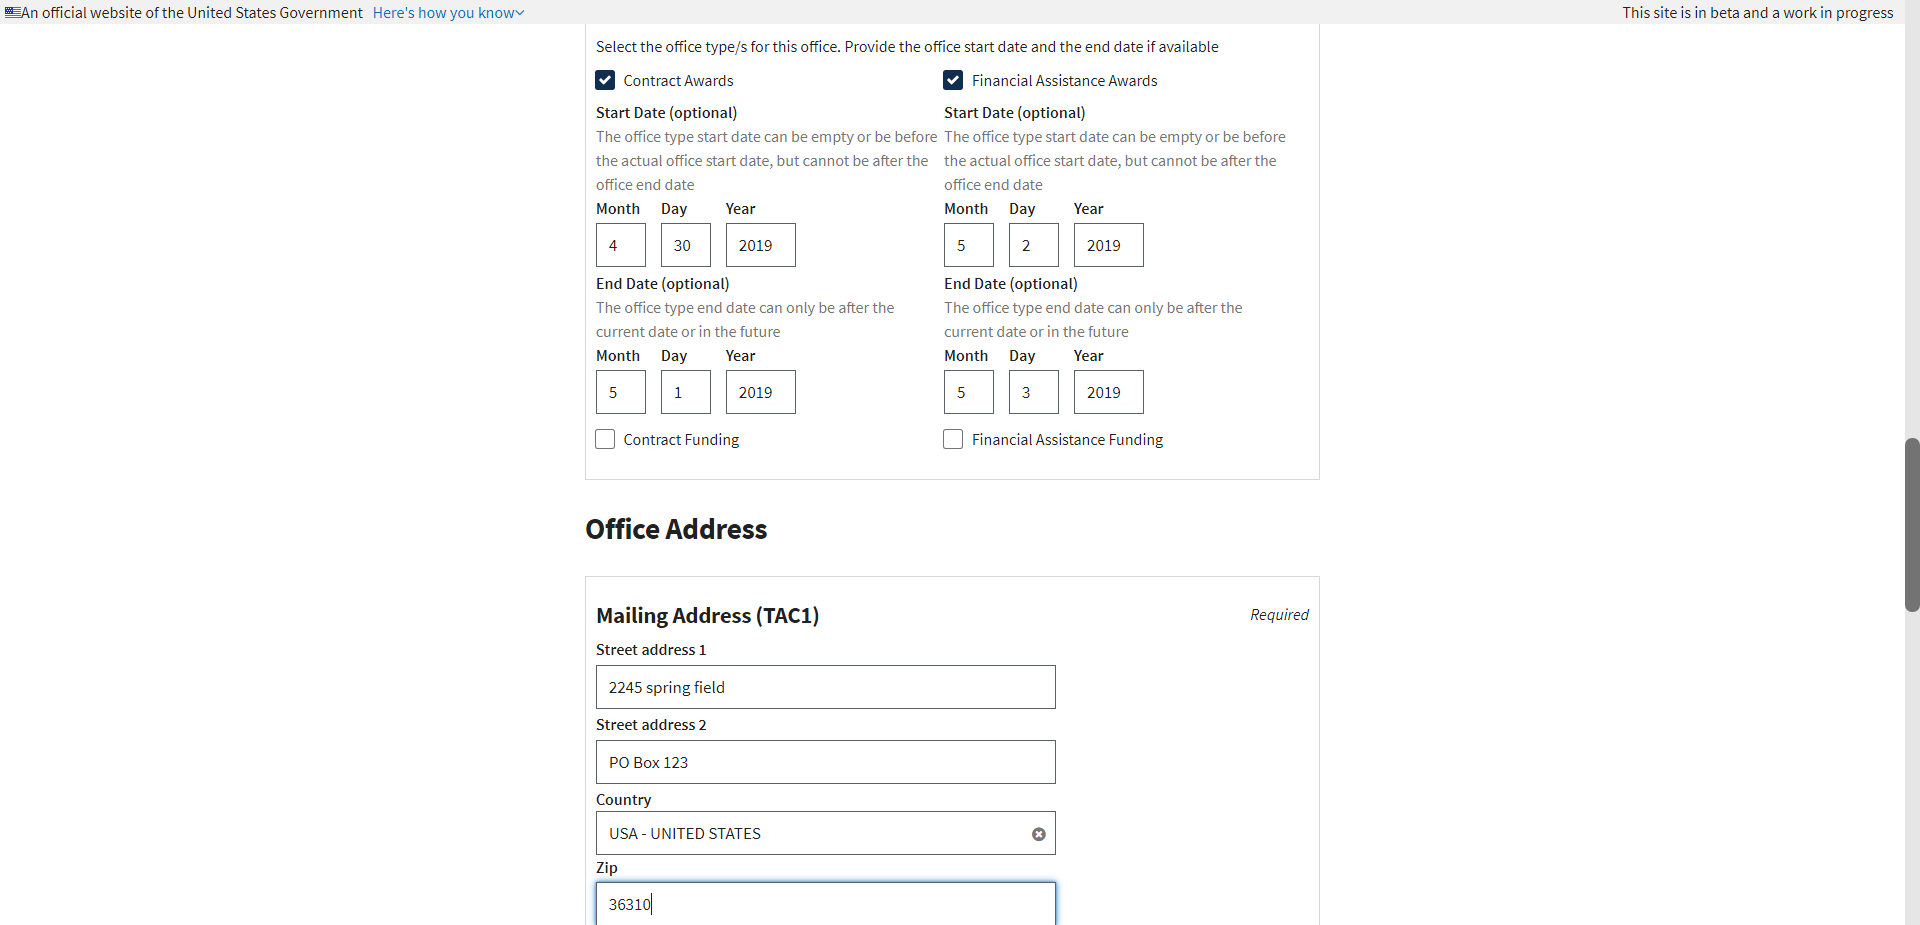 An official website of the United States Government Here's how you know
This site is in beta and a work in progress
Select the office type/s for this office. Provide the office start date and the end date if available
Contract Awards
Start Date (optional)
The office type start date can be empty or be before
the actual office start date, but cannot be after the
office end date
Month Day Year
4 30 2019
End Date (optional)
The office type end date can only be after the
current date or in the future
Month Day Year
5 1 2019
Contract Funding
Financial Assistance Awards
Start Date (optional)
The office type start date can be empty or be before
the actual office start date, but cannot be after the
office end date
Month Day Year
5 2 2019
End Date (optional)
The office type end date can only be after the
current date or in the future
Month Day Year
5 3 2019
Financial Assistance Funding
Office Address
Mailing Address (TAC1)
Required
Street address 1
2245 spring field
Street address 2
PO Box 123
Country
USA - UNITED STATES
Zip
36310